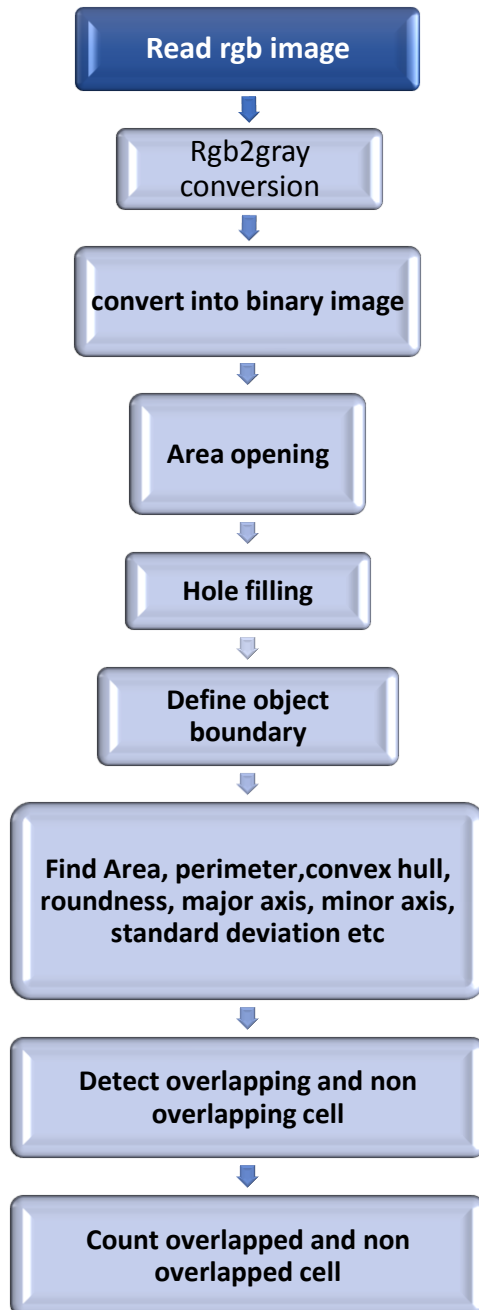 Read rgb image
Rgb2gray
conversion
convert into binary image
Area opening
Hole filling
Define object
boundary
Find Area, perimeter,convex hull,
roundness, major axis, minor axis,
standard deviation etc
Detect overlapping and non
overlapping cell
Count overlapped and non
overlapped cell